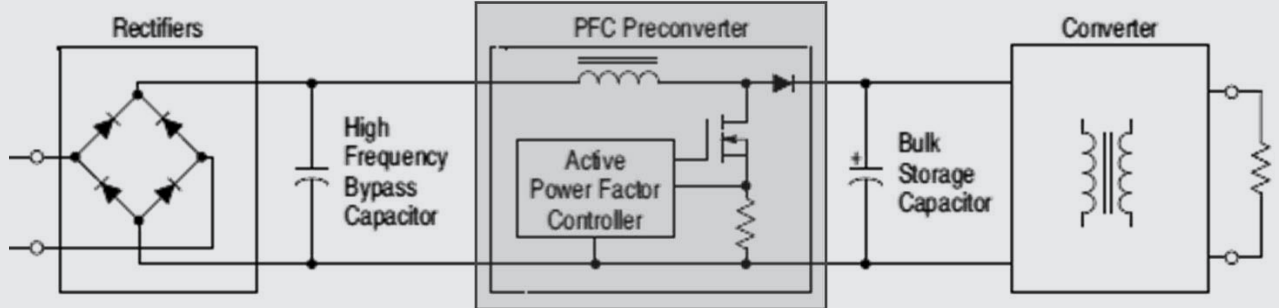 Rectifiers
PFC Preconverter
Converter
High
Frequency
Bypass
Capacitor
Active
Power Factor
Controller
+
Bulk
Storage
Capacitor